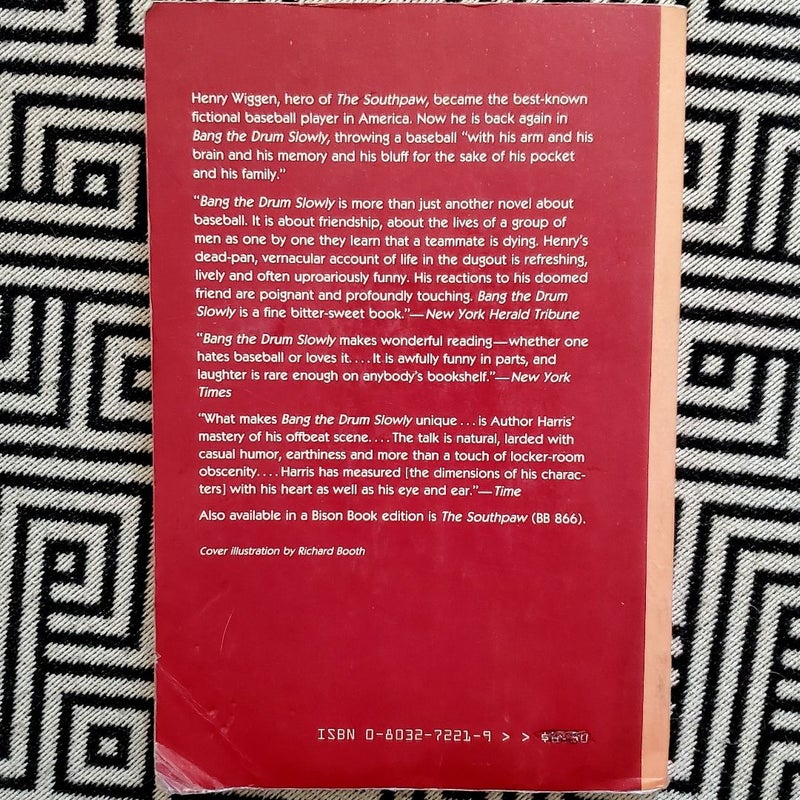 Henry Wiggen, hero of The Southpaw, became the best-known
fictional baseball player in America. Now he is back again in
Bang the Drum Slowly, throwing a baseball “with his arm and his
brain and his memory and his bluff for the sake of his pocket
and his family.”
“Bang the Drum Slowly is more than just another novel about
baseball. It is about friendship, about the lives of a group of
men as one by one they learn that a teammate is dying. Henry’s
dead-pan, vernacular account of life in the dugout is refreshing,
lively and often uproariously funny. His reactions to his doomed
friend are poignant and profoundly touching. Bang the Drum
Slowly is a fine bitter-sweet book.”—New York Herald Tribune
“Bang the Drum Slowly makes wonderful reading—whether one
hates baseball or loves it. . . . It is awfully funny in parts, and
laughter is rare enough on anybody’s bookshelf.”—New York
Times
“What makes Bang the Drum Slowly unique . . . is Author Harris’
mastery of his offbeat scene. . . . The talk is natural, larded with
casual humor, earthiness and more than a touch of locker-room
obscenity. . . . Harris has measured [the dimensions of his charac-
ters] with his heart as well as his eye and ear.”—Time
Also available in a Bison Book edition is The Southpaw (BB 866).
Cover illustration by Richard Booth
ISBN 0-8032-7221-9 > >